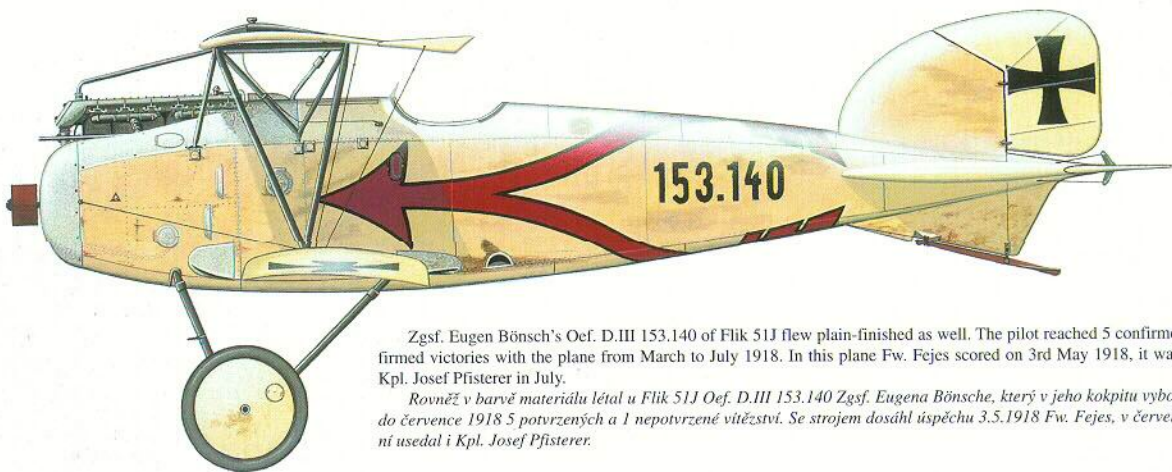 153.140
Zgsf. Eugen Bönsch's Oef. D.III 153.140 of Flik 51J flew plain-finished as well. The pilot reached 5 confirme
firmed victories with the plane from March to July 1918. In this plane Fw. Fejes scored on 3rd May 1918, it wa
Kpl. Josef Pfisterer in July.
Rovněž v barvě materiálu létal u Flik 51J Oef. D.III 153.140 Zgsf. Eugena Bönsche, který v jeho kokpitu vybo
do července 1918 5 potvrzených a 1 nepotvrzené vítězství. Se strojem dosáhl úspěchu 3.5.1918 Fw. Fejes, v červe
ní usedal i Kpl. Josef Pfisterer.